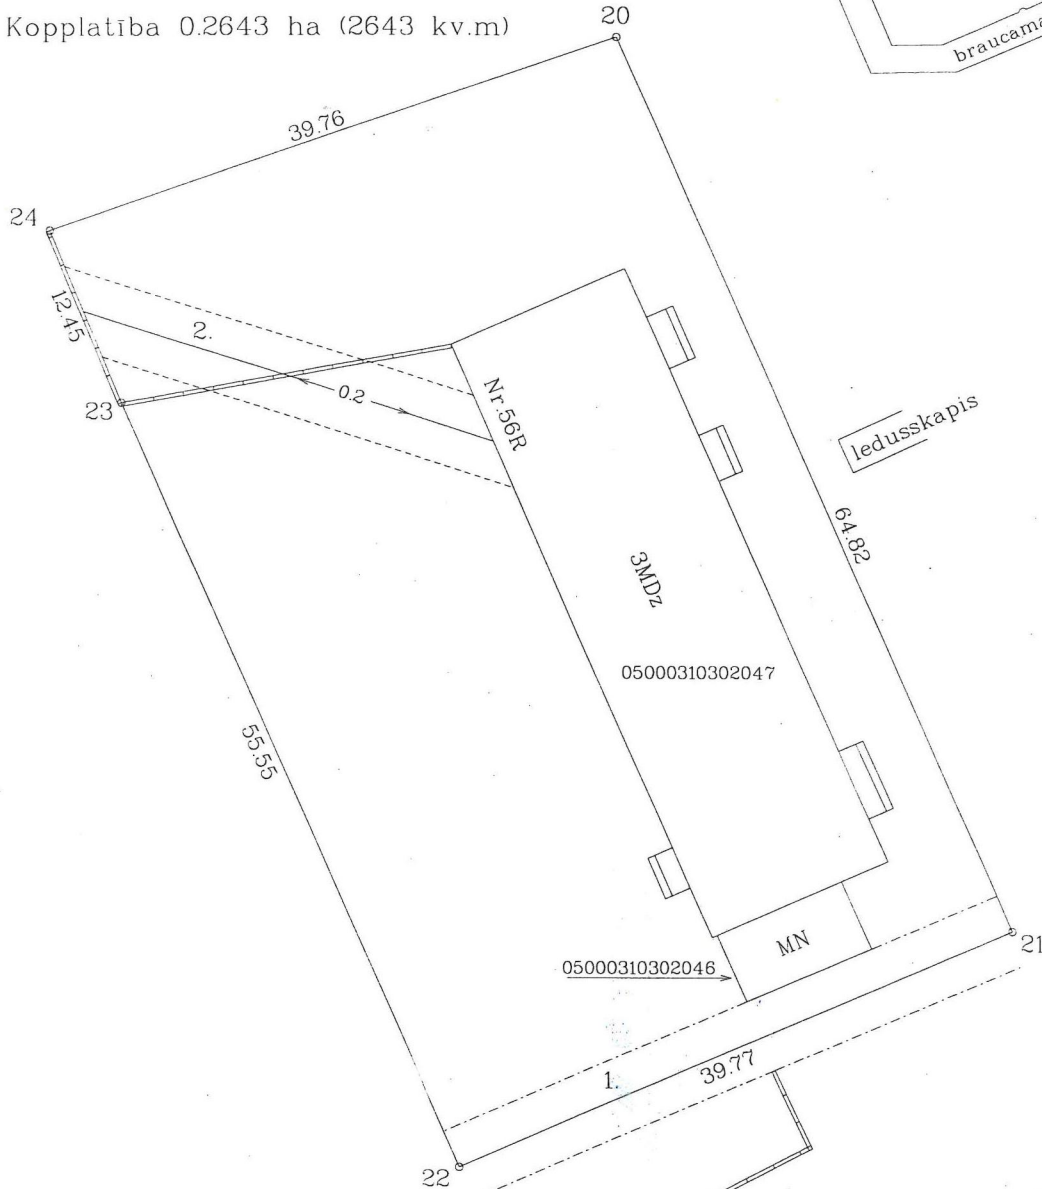 Kopplatība 0.2643 ha (2643 kv.m)
20
braucama
39.76
24
12.45
2.
0.2
23
Nr.56R
ledusskapis
64.82
3MDz
05000310302047
55.55
MN
21
05000310302046
39.77
1.
22